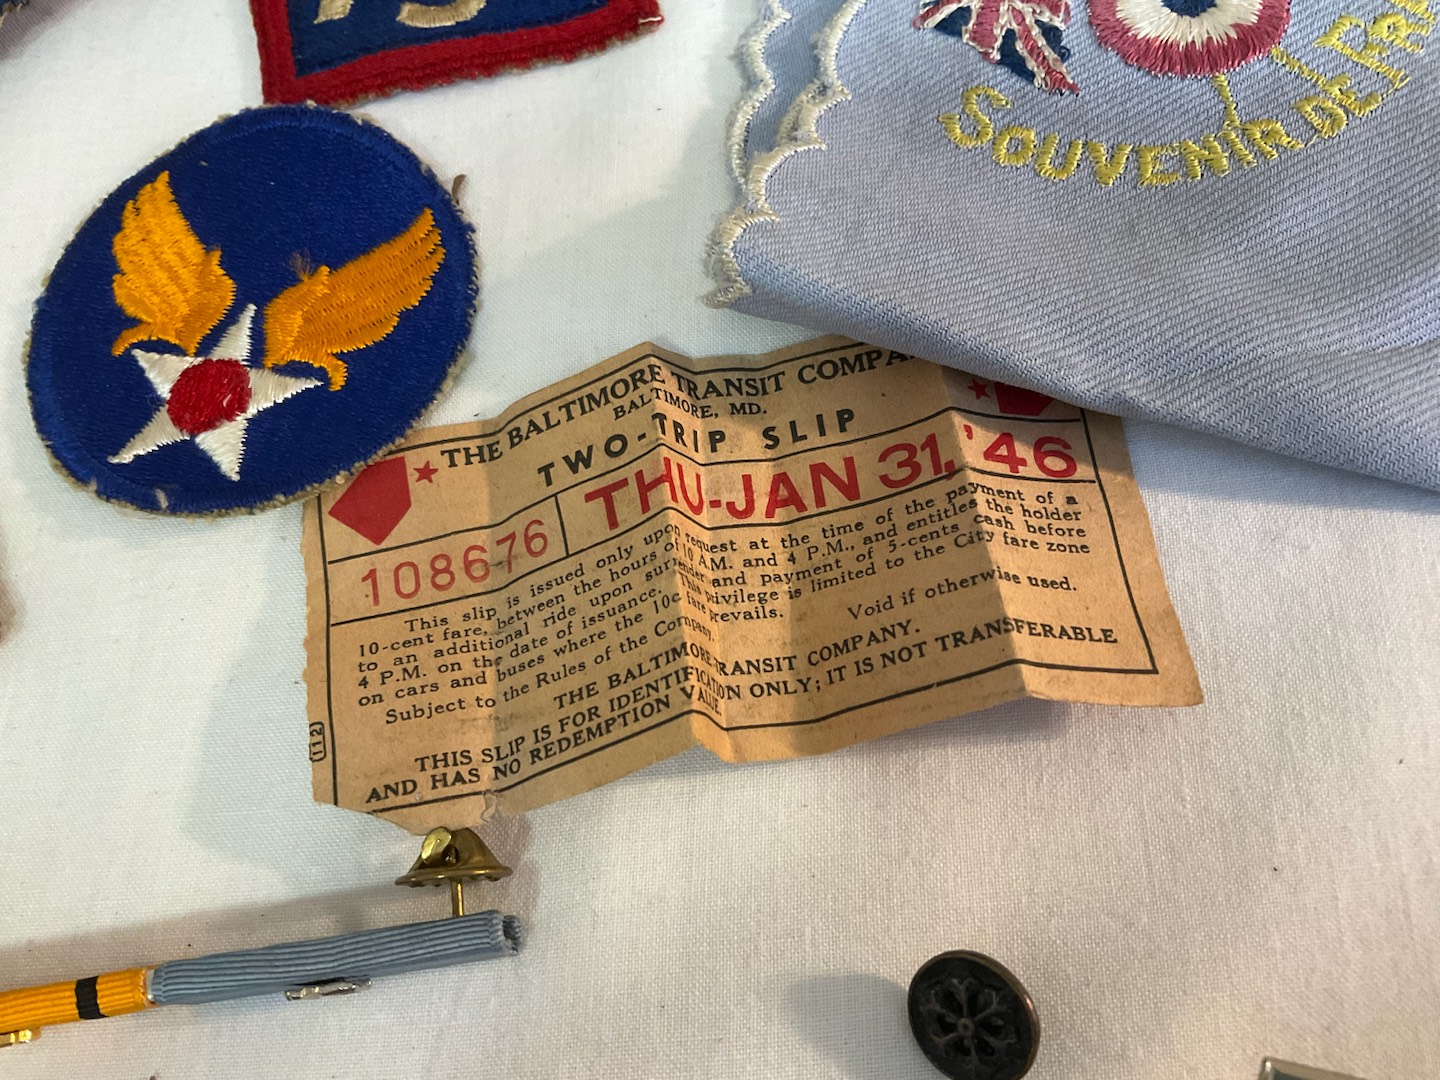 SOUVENIR DE
THE BALTIMORE TRANSIT
BALTIMORE, MD.
TWO-TRIP SLIP
108676 THU-JAN 31, '46
This slip is issued only upon request at the time of the payment of a
10-cent fare, between the hours of 10 A.M. and 4 P.M., and entitles the holder
to an additional ride upon surrender and payment of 5-cents cash before
4 P.M. on the date of issuance. This privilege is limited to the City fare zone
on cars and buses where the 10c fare prevails.
Subject to the Rules of the Company. Void if otherwise used.
THE BALTIMORE TRANSIT COMPANY.
THIS SLIP IS FOR IDENTIFICATION ONLY; IT IS NOT TRANSFERABLE
AND HAS NO REDEMPTION VALUE.
(112)